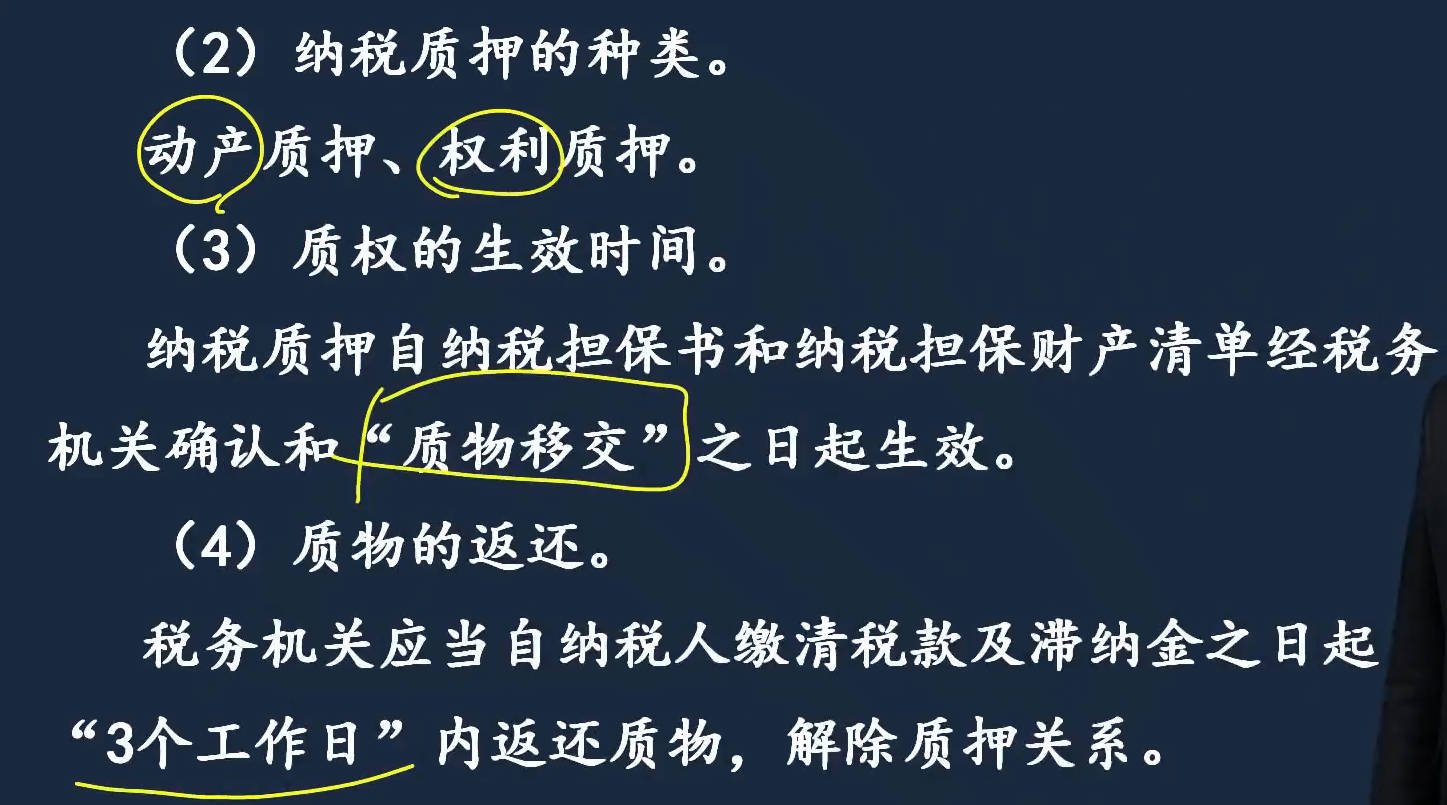 （2）纳税质押的种类。
动产质押、权利质押。
（3）质权的生效时间。
纳税质押自纳税担保书和纳税担保财产清单经税务
机关确认和“质物移交”之日起生效。
（4）质物的返还。
税务机关应当自纳税人缴清税款及滞纳金之日起
“3个工作日”内返还质物，解除质押关系。